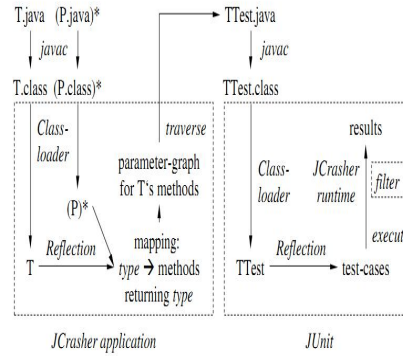 T.java (P.java)*
TTest.java
javac
javac
T.class (P.class)*
TTest.class
Class-
loader
traverse
parameter-graph
for T's methods
(P)*
mapping:
type → methods
returning type
Reflection
T
JCrasher application
results
Class-
loader
JCrasher
runtime
filter
TTest
Reflection
test-cases
JUnit